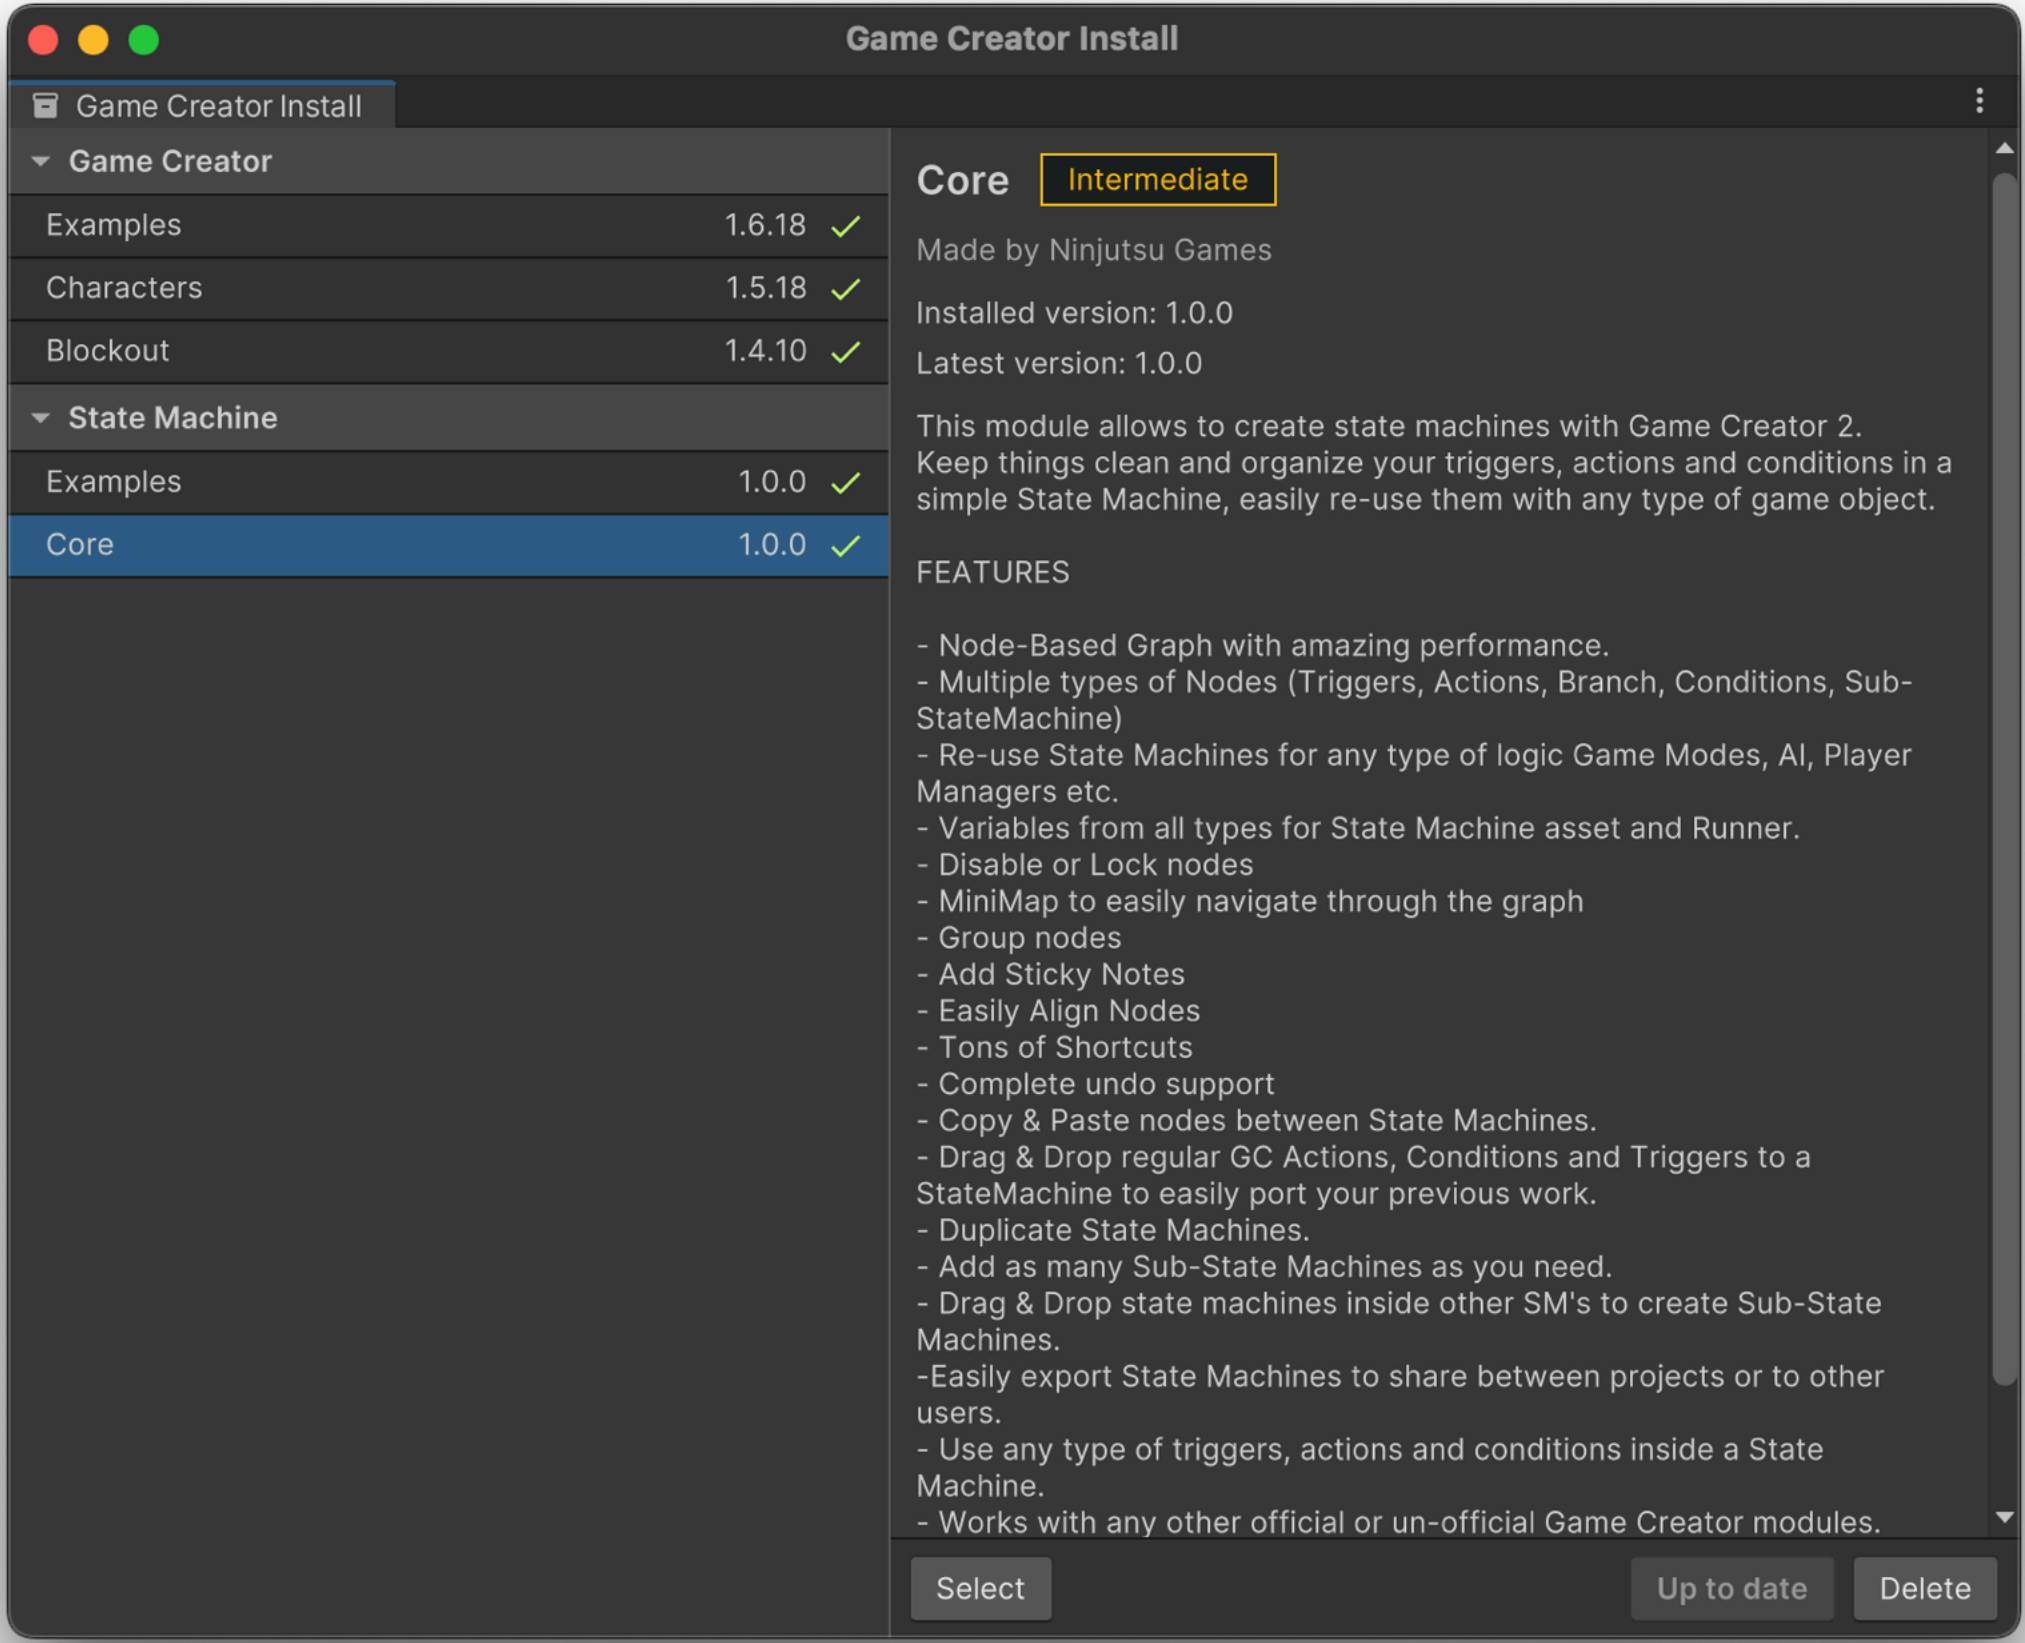 Game Creator Install
Game Creator Install
Game Creator
Examples 1.6.18
Characters 1.5.18
Blockout 1.4.10
State Machine
Examples 1.0.0
Core 1.0.0
Core Intermediate
Made by Ninjutsu Games
Installed version: 1.0.0
Latest version: 1.0.0
This module allows to create state machines with Game Creator 2.
Keep things clean and organize your triggers, actions and conditions in a
simple State Machine, easily re-use them with any type of game object.
FEATURES
- Node-Based Graph with amazing performance.
- Multiple types of Nodes (Triggers, Actions, Branch, Conditions, Sub-
StateMachine)
- Re-use State Machines for any type of logic Game Modes, AI, Player
Managers etc.
- Variables from all types for State Machine asset and Runner.
- Disable or Lock nodes
- MiniMap to easily navigate through the graph
- Group nodes
- Add Sticky Notes
- Easily Align Nodes
- Tons of Shortcuts
- Complete undo support
- Copy & Paste nodes between State Machines.
- Drag & Drop regular GC Actions, Conditions and Triggers to a
StateMachine to easily port your previous work.
- Duplicate State Machines.
- Add as many Sub-State Machines as you need.
- Drag & Drop state machines inside other SM's to create Sub-State
Machines.
-Easily export State Machines to share between projects or to other
users.
- Use any type of triggers, actions and conditions inside a State
Machine.
- Works with any other official or un-official Game Creator modules.
Select Up to date Delete